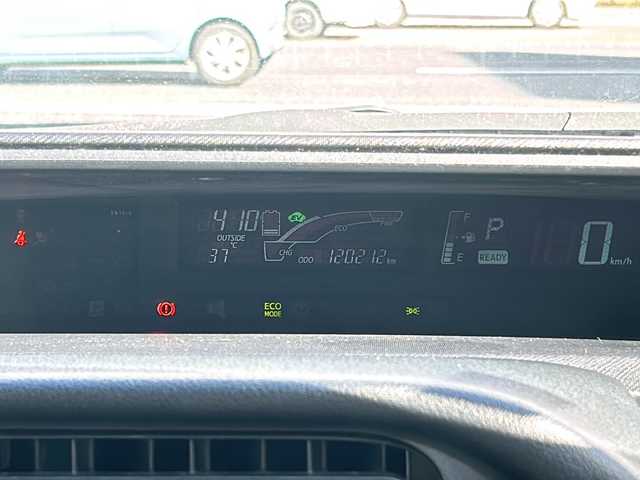 4:10
EV
OUTSIDE
37 °C
ECO
PWR
CHG
ODO 120212 km
F
E
P
READY
0 km/h
ECO
MODE